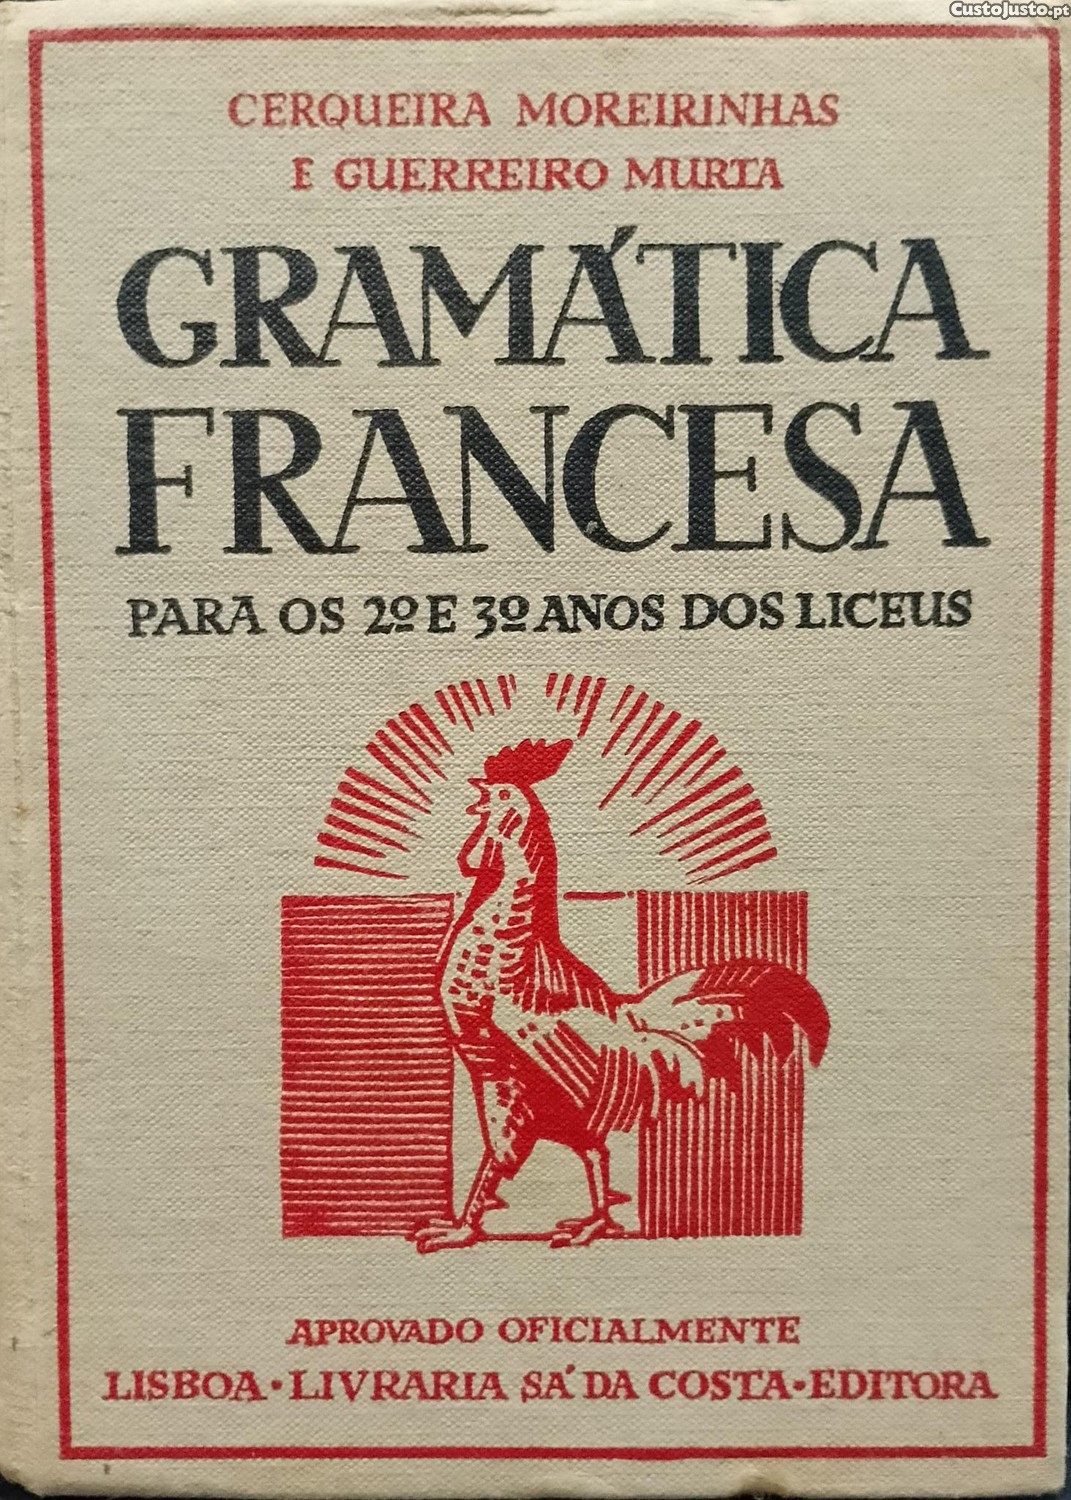 CustoJusto.pt
CERQUEIRA MOREIRINHAS
E GUERREIRO MURTA
GRAMÁTICA
FRANCESA
PARA OS 2º E 3º ANOS DOS LICEUS
APROVADO OFICIALMENTE
LISBOA • LIVRARIA SÁ DA COSTA • EDITORA